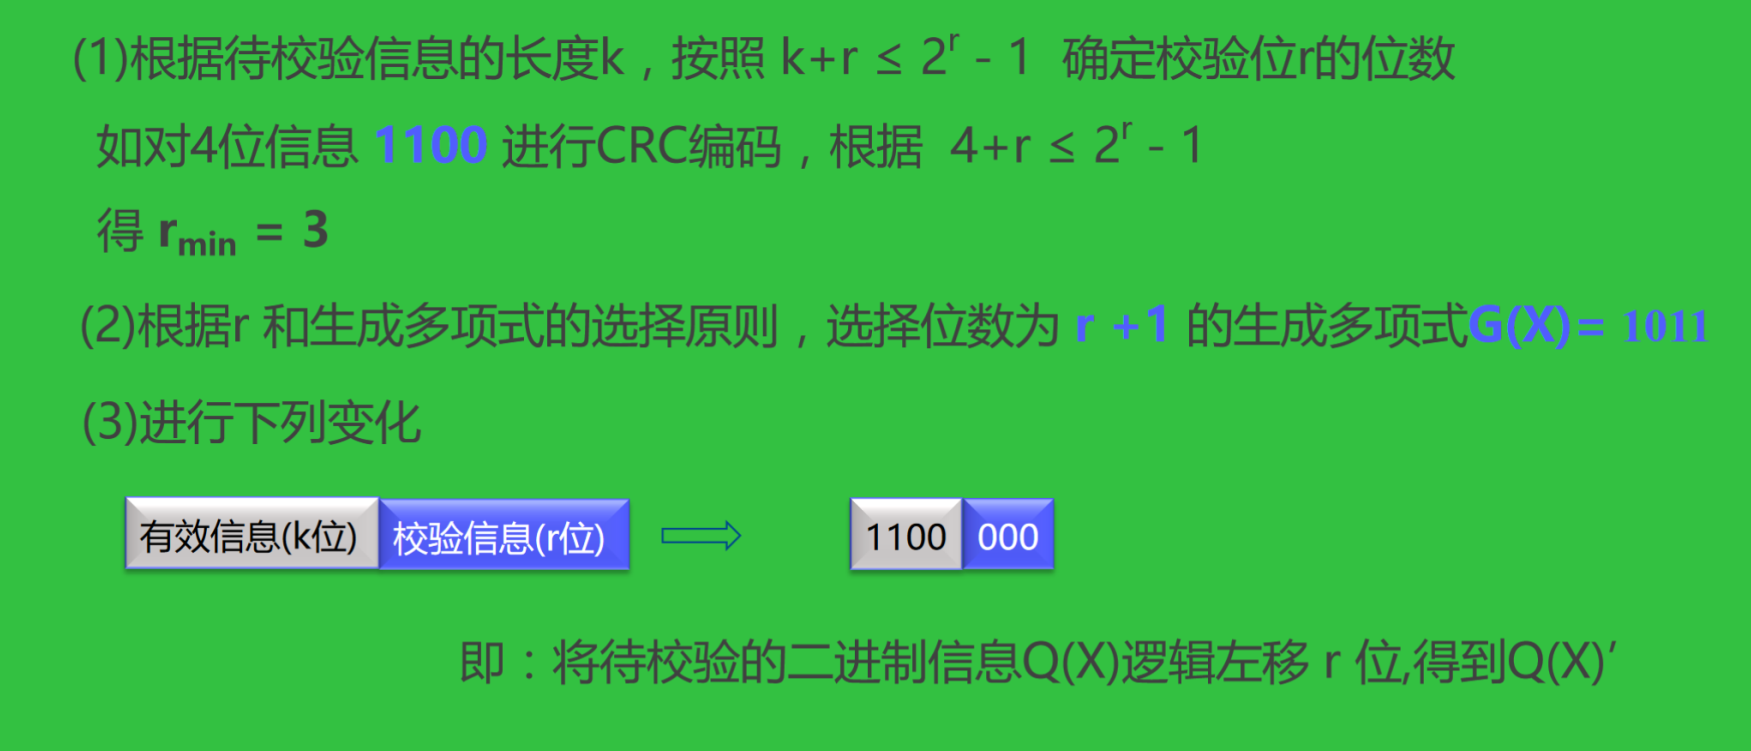 (1)根据待校验信息的长度k，按照 k+r ≤ 2^r - 1 确定校验位r的位数
如对4位信息 1100 进行CRC编码，根据 4+r ≤ 2^r - 1
得 r_min = 3
(2)根据r 和生成多项式的选择原则，选择位数为 r +1 的生成多项式G(X)= 1011
(3)进行下列变化
有效信息(k位) 校验信息(r位) 1100 000
即：将待校验的二进制信息Q(X)逻辑左移 r 位,得到Q(X)′